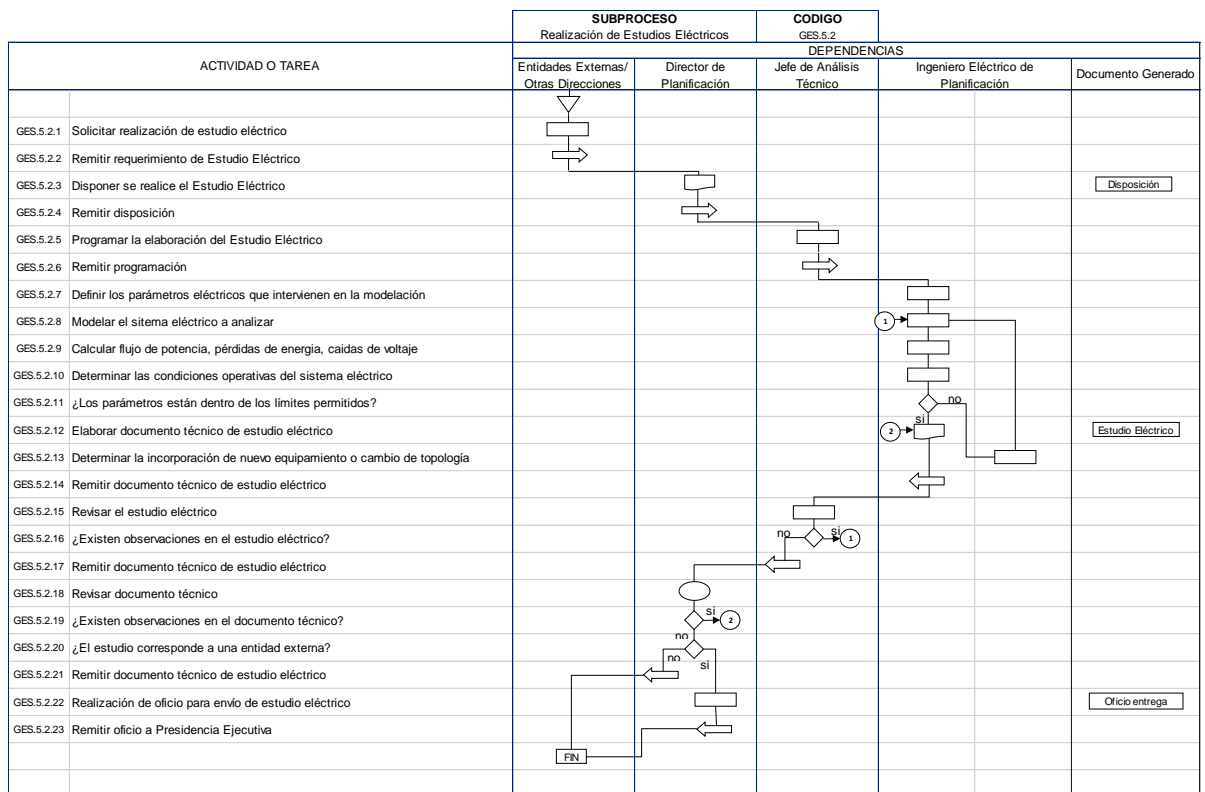 SUBPROCESO CODIGO
Realización de Estudios Eléctricos GES.5.2
ACTIVIDAD O TAREA DEPENDENCIAS
Entidades Externas/ Director de Jefe de Análisis Ingeniero Eléctrico de Documento Generado
Otras Direcciones Planificación Técnico Planificación
GES.5.2.1 Solicitar realización de estudio eléctrico
GES.5.2.2 Remitir requerimiento de Estudio Eléctrico
GES.5.2.3 Disponer se realice el Estudio Eléctrico Disposición
GES.5.2.4 Remitir disposición
GES.5.2.5 Programar la elaboración del Estudio Eléctrico
GES.5.2.6 Remitir programación
GES.5.2.7 Definir los parámetros eléctricos que intervienen en la modelación
GES.5.2.8 Modelar el sitema eléctrico a analizar 1
GES.5.2.9 Calcular flujo de potencia, pérdidas de energia, caidas de voltaje
GES.5.2.10 Determinar las condiciones operativas del sistema eléctrico
GES.5.2.11 ¿Los parámetros están dentro de los límites permitidos? no
si
GES.5.2.12 Elaborar documento técnico de estudio eléctrico 2 Estudio Eléctrico
GES.5.2.13 Determinar la incorporación de nuevo equipamiento o cambio de topología
GES.5.2.14 Remitir documento técnico de estudio eléctrico
GES.5.2.15 Revisar el estudio eléctrico
GES.5.2.16 ¿Existen observaciones en el estudio eléctrico? no si 1
GES.5.2.17 Remitir documento técnico de estudio eléctrico
GES.5.2.18 Revisar documento técnico
GES.5.2.19 ¿Existen observaciones en el documento técnico? si 2
no
GES.5.2.20 ¿El estudio corresponde a una entidad externa? no si
GES.5.2.21 Remitir documento técnico de estudio eléctrico
GES.5.2.22 Realización de oficio para envío de estudio eléctrico Oficio entrega
GES.5.2.23 Remitir oficio a Presidencia Ejecutiva
FIN